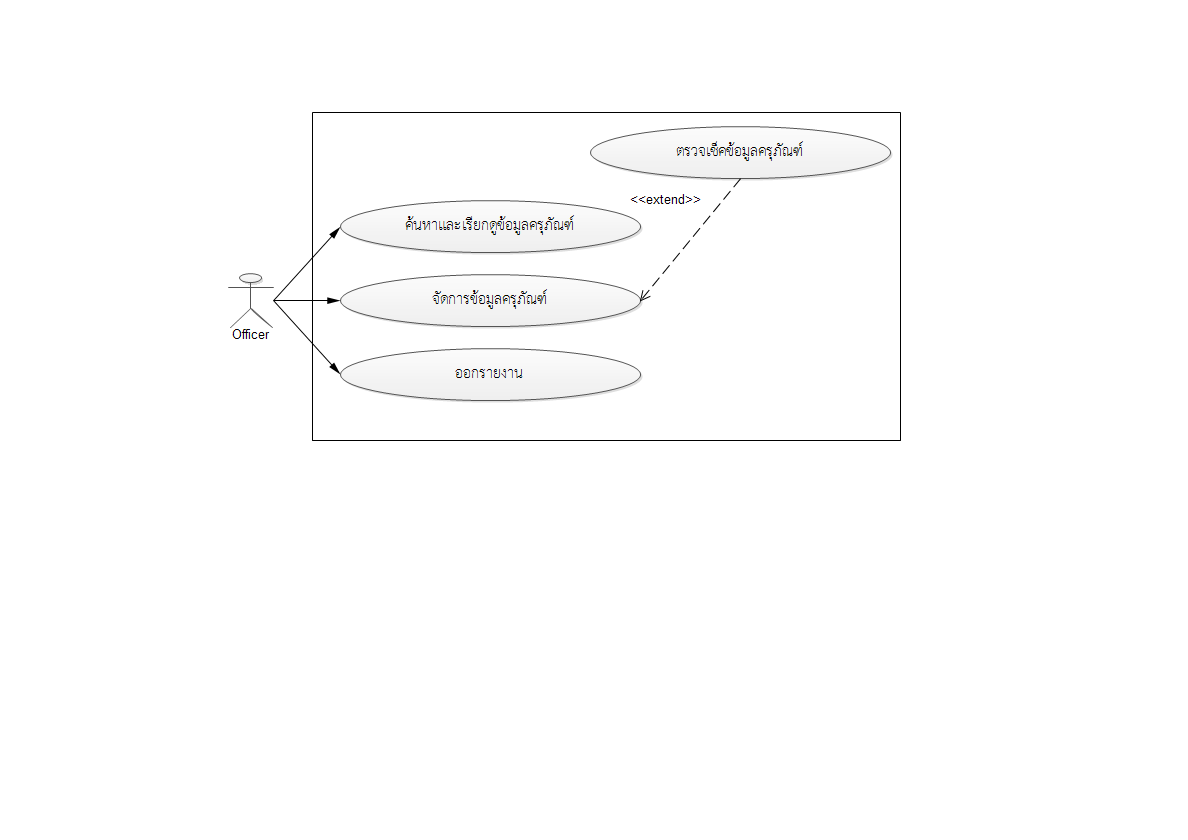 ตรวจเช็คข้อมูลครุภัณฑ์
<<extend>>
ค้นหาและเรียกดูข้อมูลครุภัณฑ์
จัดการข้อมูลครุภัณฑ์
Officer
ออกรายงาน